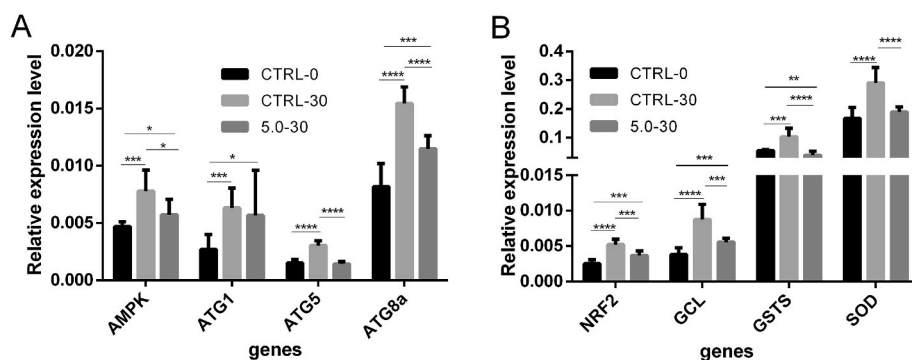 A
Relative expression level
0.020
0.015
0.010
0.005
0.000
CTRL-0
CTRL-30
5.0-30
***
*
*
***
*
***
****
****
***
****
****
AMPK
ATG1
ATG5
ATG8a
genes
B
Relative expression level
0.4
0.3
0.2
0.1
0.015
0.010
0.005
0.000
CTRL-0
CTRL-30
5.0-30
***
****
***
***
****
***
**
***
****
****
****
NRF2
GCL
GSTS
SOD
genes